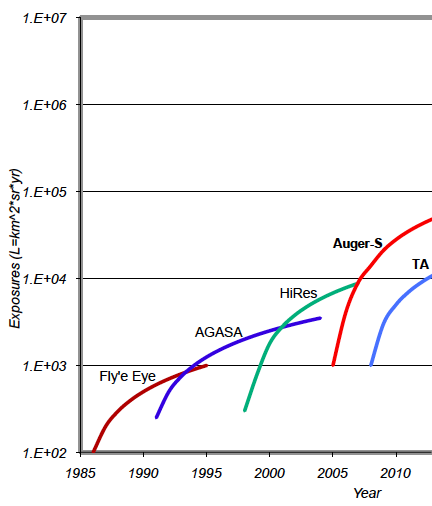 1.E+07
1.E+06
1.E+05
1.E+04
1.E+03
1.E+02
Exposures (L=km^2*sr*yr)
Auger-S
TA
HiRes
AGASA
Fly'e Eye
1985 1990 1995 2000 2005 2010
Year